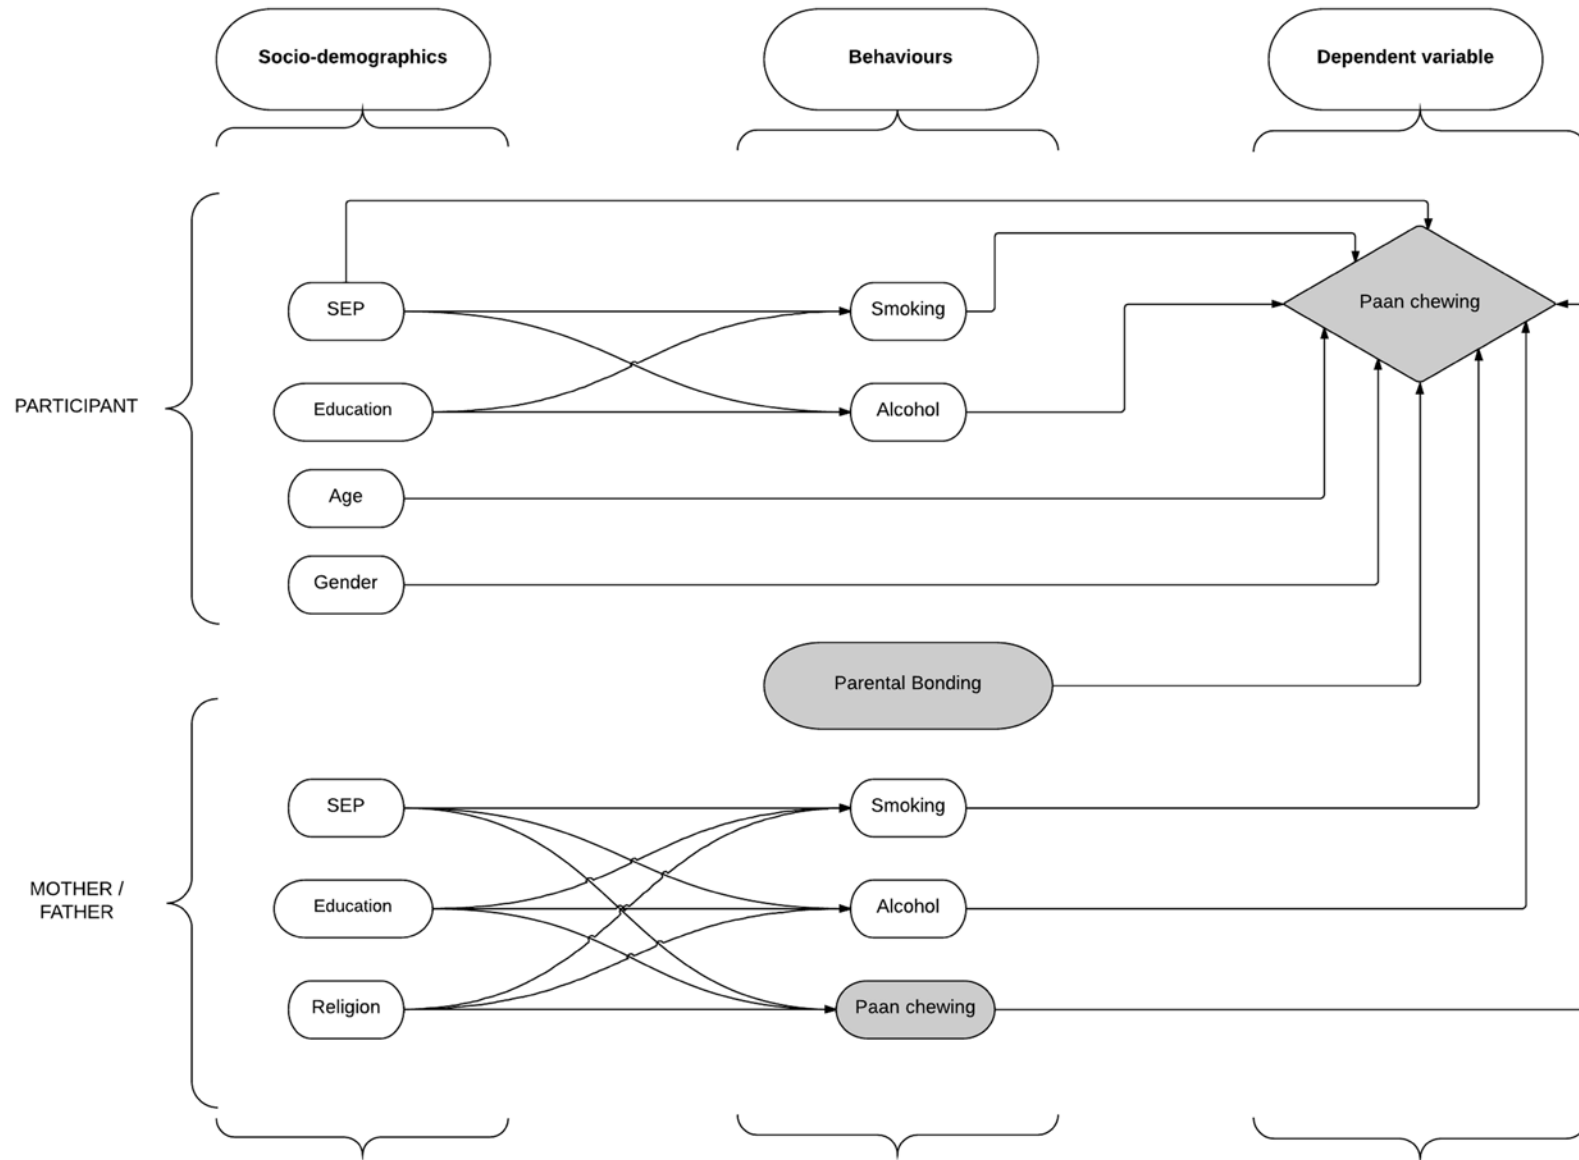 Socio-demographics
Behaviours
Dependent variable
SEP
Smoking
Paan chewing
PARTICIPANT
Education
Alcohol
Age
Gender
Parental Bonding
SEP
Smoking
MOTHER /
FATHER
Education
Alcohol
Religion
Paan chewing